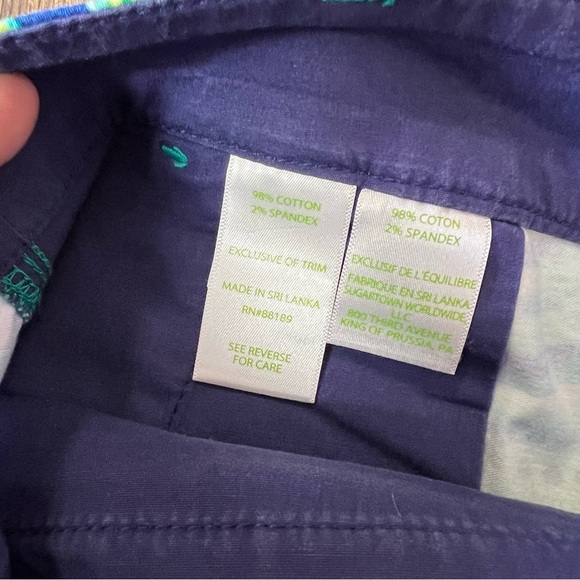 98% COTTON
2% SPANDEX
EXCLUSIVE OF TRIM
MADE IN SRI LANKA
RN#88189
SEE REVERSE
FOR CARE
98% COTON
2% SPANDEX
EXCLUSIF DE L'ÉQUILIBRE
FABRIQUE EN SRI LANKA
SUGARTOWN WORLDWIDE
LLC
800 THIRD AVENUE
KING OF PRUSSIA, PA